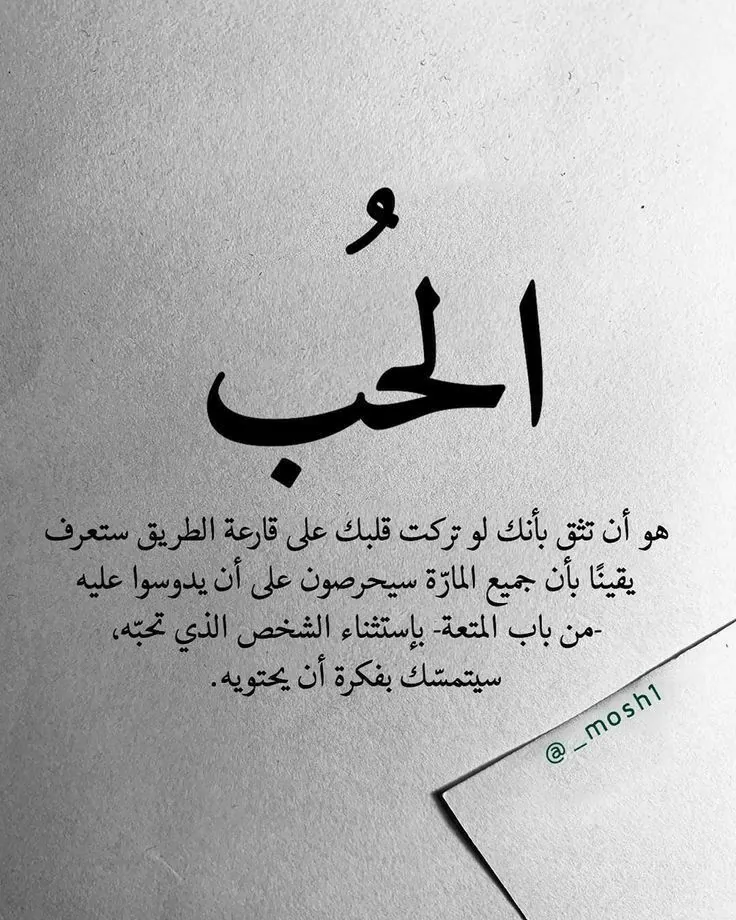 الحُب
هو أن تثق بأنك لو تركت قلبك على قارعة الطريق ستعرف
يقينًا بأن جميع المارّة سيحرصون على أن يدوسوا عليه
-من باب المتعة- بإستثناء الشخص الذي تحبّه،
سيتمسّك بفكرة أن يحتويه.
@_mosh1